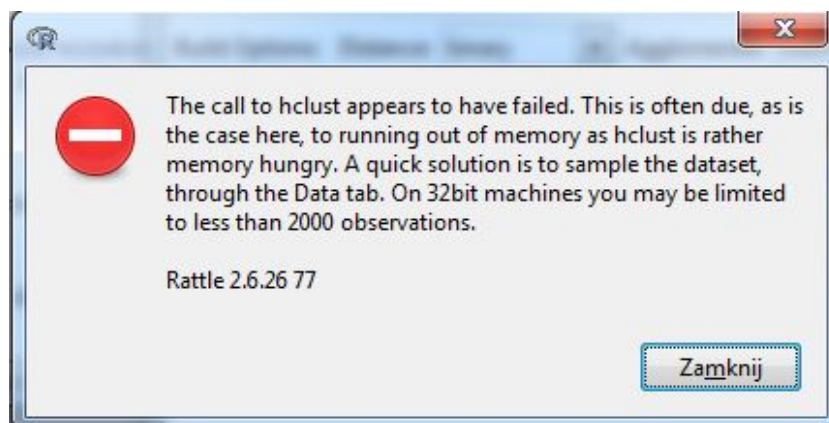 The call to hclust appears to have failed. This is often due, as is
the case here, to running out of memory as hclust is rather
memory hungry. A quick solution is to sample the dataset,
through the Data tab. On 32bit machines you may be limited
to less than 2000 observations.
Rattle 2.6.26 77
Zamknij